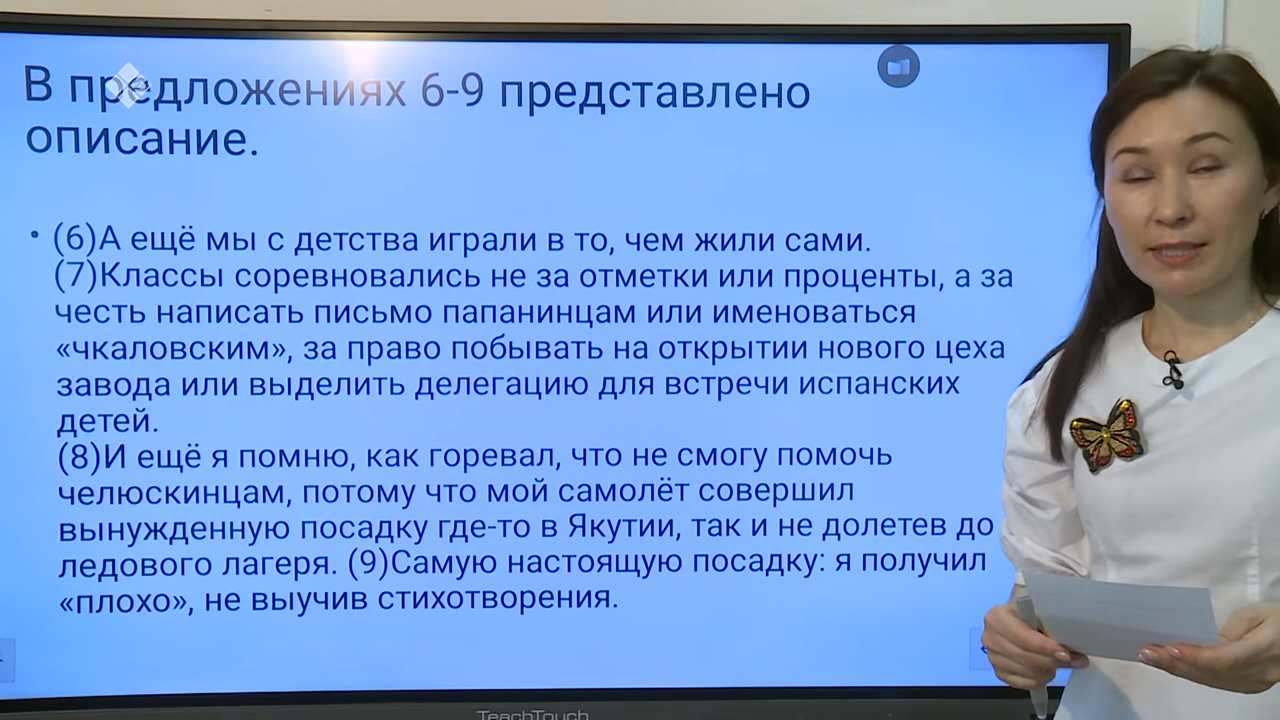 В предложениях 6-9 представлено
описание.
• (6)А ещё мы с детства играли в то, чем жили сами.
(7)Классы соревновались не за отметки или проценты, а за
честь написать письмо папанинцам или именоваться
«чкаловским», за право побывать на открытии нового цеха
завода или выделить делегацию для встречи испанских
детей.
(8)И ещё я помню, как горевал, что не смогу помочь
челюскинцам, потому что мой самолёт совершил
вынужденную посадку где-то в Якутии, так и не долетев до
ледового лагеря. (9)Самую настоящую посадку: я получил
«плохо», не выучив стихотворения.
TeachTouch